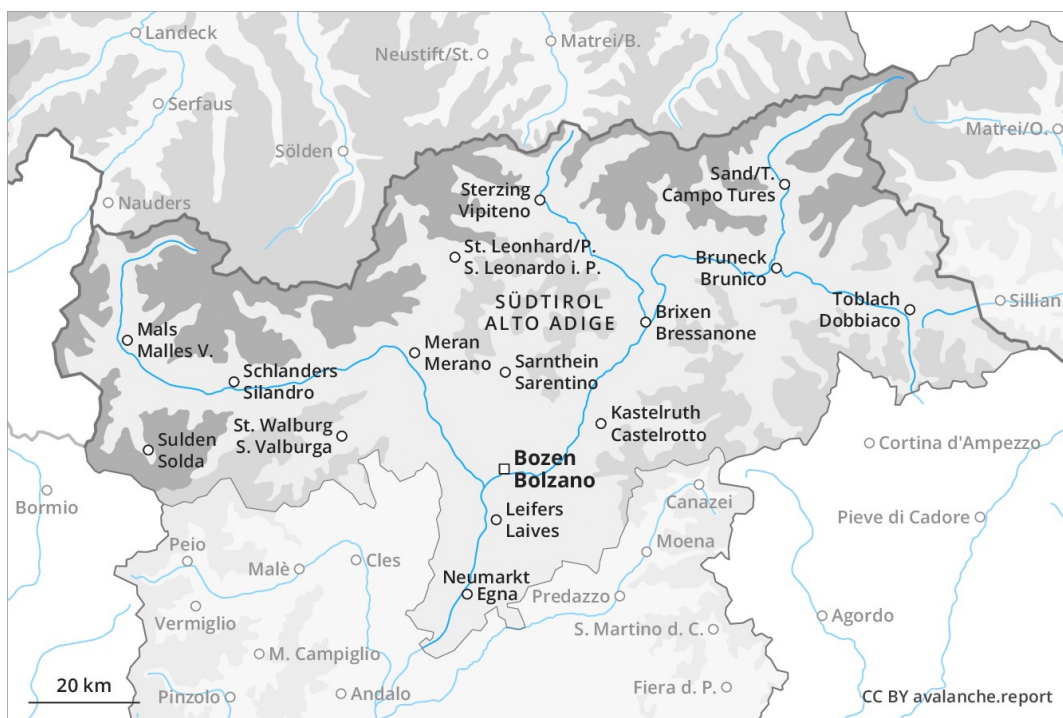 Landeck
Neustift/St.
Matrei/B.
Serfaus
Matrei/O.
Sölden
Sand/T.
Campo Tures
Sterzing
Vipiteno
Nauders
St. Leonhard/P.
S. Leonardo i. P.
Bruneck
Brunico
SÜDTIROL
ALTO ADIGE
Toblach
Dobbiaco
Sillian
Brixen
Bressanone
Mals
Malles V.
Meran
Merano
Sarnthein
Sarentino
Schlanders
Silandro
Kastelruth
Castelrotto
St. Walburg
S. Valburga
Sulden
Solda
Cortina d'Ampezzo
Bozen
Bolzano
Bormio
Canazei
Leifers
Laives
Pieve di Cadore
Peio
Cles
Moena
Malè
Neumarkt
Egna
Predazzo
Vermiglio
Agordo
S. Martino d. C.
M. Campiglio
20 km
Pinzolo
Andalo
Fiera d. P.
CC BY avalanche.report